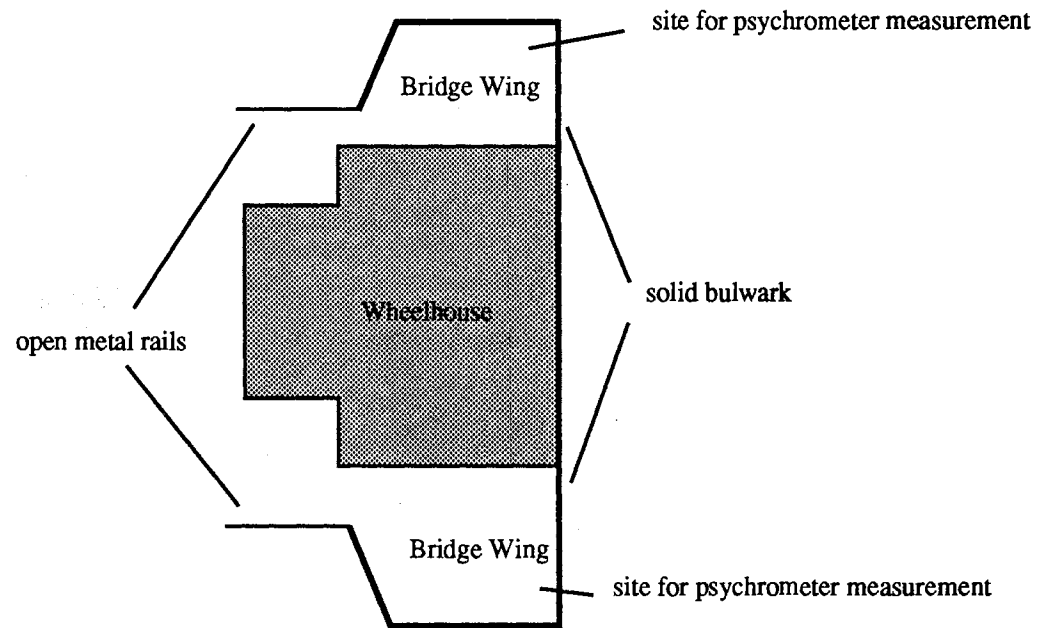 site for psychrometer measurement
Bridge Wing
Wheelhouse
solid bulwark
open metal rails
Bridge Wing
site for psychrometer measurement